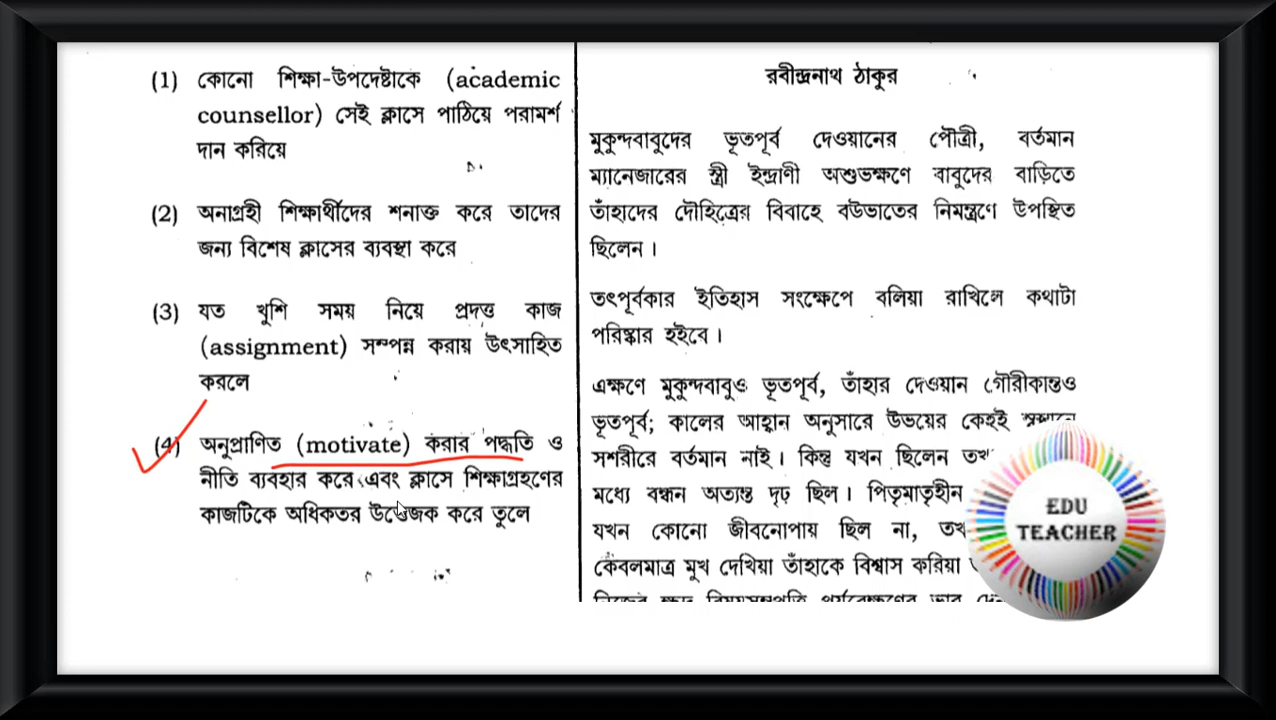 (1) কোনো শিক্ষা-উপদেষ্টাকে (academic
counsellor) সেই ক্লাসে পাঠিয়ে পরামর্শ
দান করিয়ে
(2) অনাগ্রহী শিক্ষার্থীদের শনাক্ত করে তাদের
জন্য বিশেষ ক্লাসের ব্যবস্থা করে
(3) যত খুশি সময় নিয়ে প্রদত্ত কাজ
(assignment) সম্পন্ন করায় উৎসাহিত
করলে
(4) অনুপ্রাণিত (motivate) করার পদ্ধতি ও
নীতি ব্যবহার করে এবং ক্লাসে শিক্ষাগ্রহণের
কাজটিকে অধিকতর উত্তেজক করে তুলে
রবীন্দ্রনাথ ঠাকুর
মুকুন্দবাবুদের ভূতপূর্ব দেওয়ানের পৌত্রী, বর্তমান
ম্যানেজারের স্ত্রী ইন্দ্রাণী অশুভক্ষণে বাবুদের বাড়িতে
তাঁহাদের দৌহিত্রের বিবাহে বউভাতের নিমন্ত্রণে উপস্থিত
ছিলেন।
তৎপূর্বকার ইতিহাস সংক্ষেপে বলিয়া রাখিলে কথাটা
পরিষ্কার হইবে।
এক্ষণে মুকুন্দবাবুও ভূতপূর্ব, তাঁহার দেওয়ান গৌরীকান্তও
ভূতপূর্ব; কালের আহ্বান অনুসারে উভয়ের কেহই
সশরীরে বর্তমান নাই। কিন্তু যখন ছিলেন
মধ্যে বন্ধন অত্যন্ত দৃঢ় ছিল। পিতৃমাতৃহীন
যখন কোনো জীবনোপায় ছিল না,
কেবলমাত্র মুখ দেখিয়া তাঁহাকে বিশ্বাস করিয়া
EDU
TEACHER